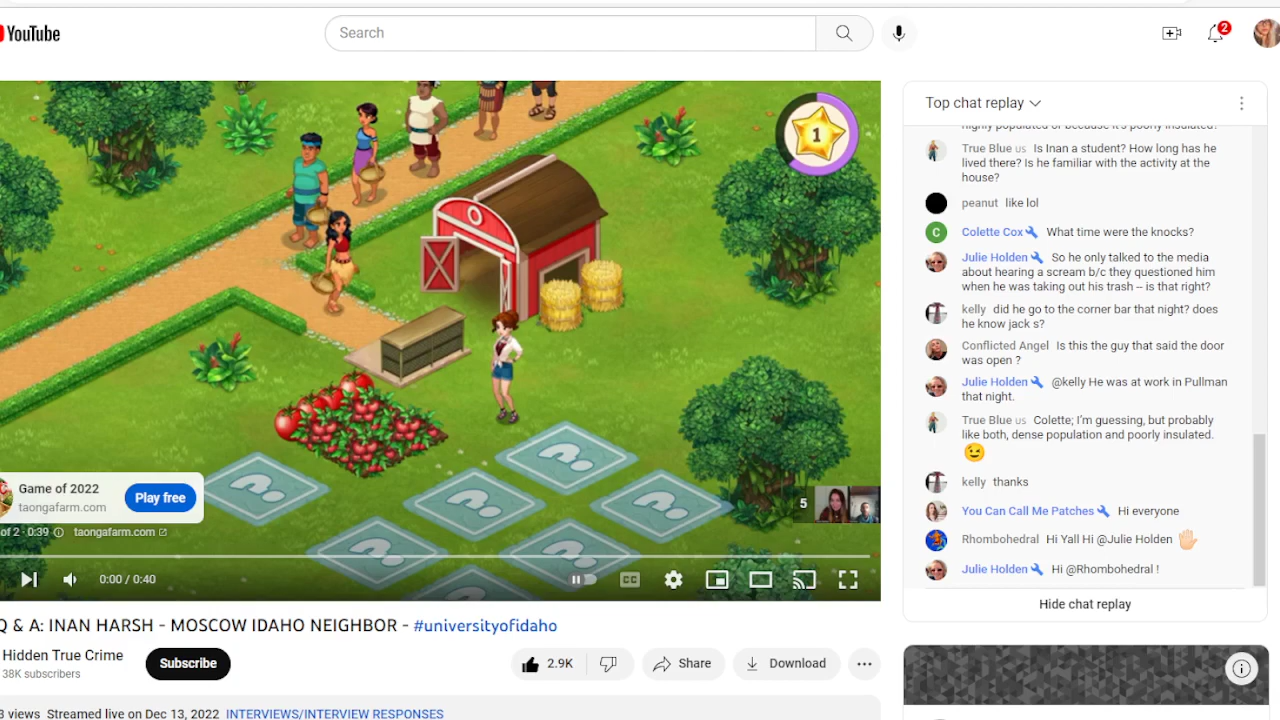 YouTube
Search
2
1
5
Game of 2022
taongafarm.com
Play free
of 2 · 0:39 taongafarm.com
0:00 / 0:40
CC
Q & A: INAN HARSH - MOSCOW IDAHO NEIGHBOR - #universityofidaho
Hidden True Crime
38K subscribers
Subscribe
2.9K
Share
Download
3 views Streamed live on Dec 13, 2022 INTERVIEWS/INTERVIEW RESPONSES
Top chat replay
highly populated or because it's poorly insulated?
True Blue us Is Inan a student? How long has he
lived there? Is he familiar with the activity at the
house?
peanut like lol
C Colette Cox What time were the knocks?
Julie Holden So he only talked to the media
about hearing a scream b/c they questioned him
when he was taking out his trash -- is that right?
kelly did he go to the corner bar that night? does
he know jack s?
Conflicted Angel Is this the guy that said the door
was open ?
Julie Holden @kelly He was at work in Pullman
that night.
True Blue us Colette; I'm guessing, but probably
like both, dense population and poorly insulated.
😉
kelly thanks
You Can Call Me Patches Hi everyone
Rhombohedral Hi Yall Hi @Julie Holden 🖐
Julie Holden Hi @Rhombohedral !
Hide chat replay